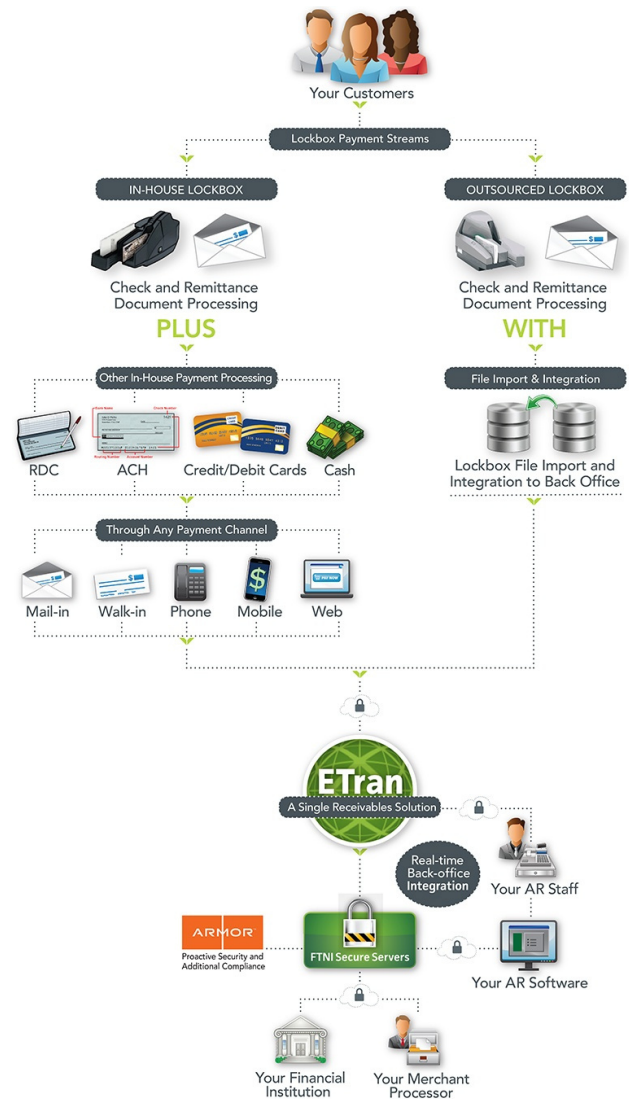 Your Customers
Lockbox Payment Streams
IN-HOUSE LOCKBOX
OUTSOURCED LOCKBOX
Check and Remittance
Document Processing
PLUS
Check and Remittance
Document Processing
WITH
Other In-House Payment Processing
File Import & Integration
RDC
ACH
Credit/Debit Cards
Cash
Lockbox File Import and
Integration to Back Office
Through Any Payment Channel
Mail-in
Walk-in
Phone
Mobile
Web
ETran
A Single Receivables Solution
Real-time
Back-office
Integration
Your AR Staff
ARMOR
Proactive Security and
Additional Compliance
FTNI Secure Servers
Your AR Software
Your Financial
Institution
Your Merchant
Processor